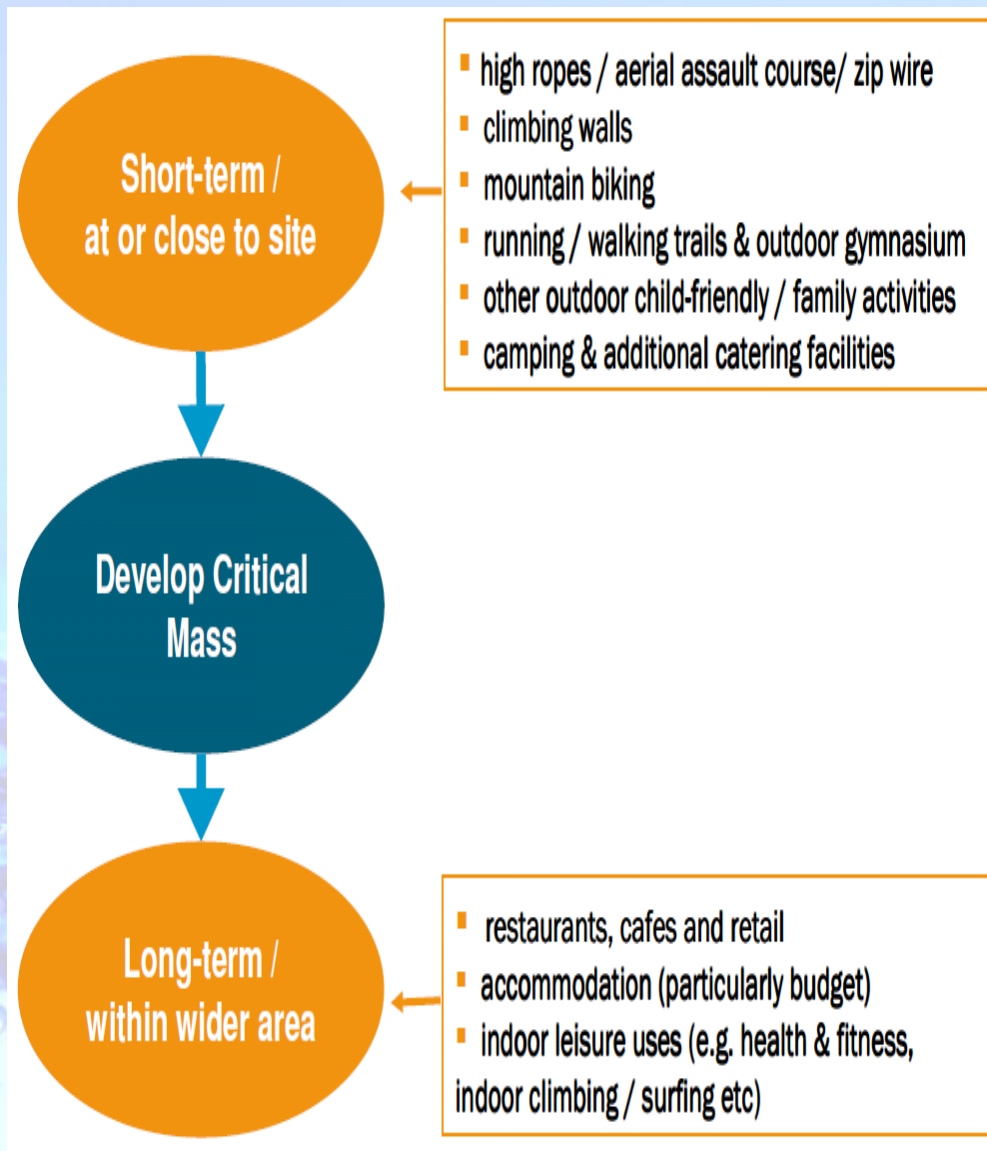 Short-term /
at or close to site
▪ high ropes / aerial assault course/ zip wire
▪ climbing walls
▪ mountain biking
▪ running / walking trails & outdoor gymnasium
▪ other outdoor child-friendly / family activities
▪ camping & additional catering facilities
Develop Critical
Mass
Long-term /
within wider area
▪ restaurants, cafes and retail
▪ accommodation (particularly budget)
▪ indoor leisure uses (e.g. health & fitness,
indoor climbing / surfing etc)